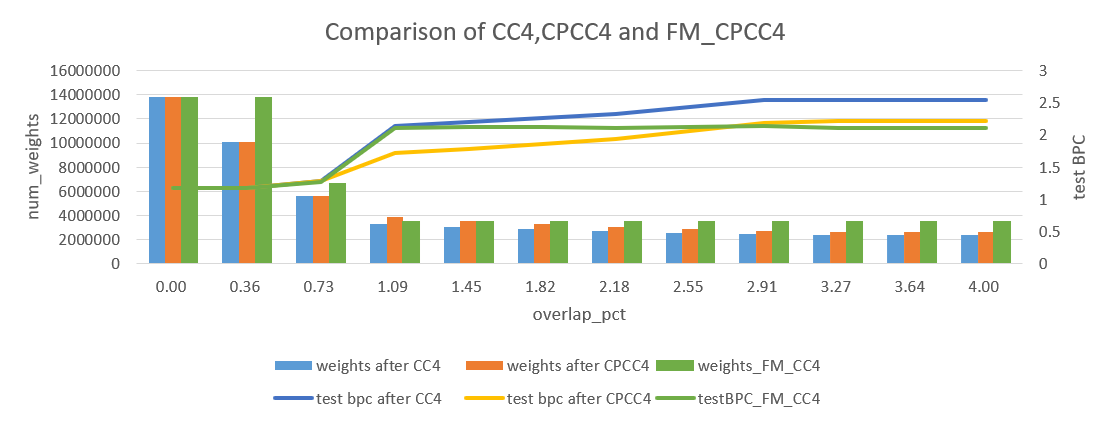 Comparison of CC4,CPCC4 and FM_CPCC4
16000000
14000000
12000000
10000000
8000000
6000000
4000000
2000000
0
num_weights
3
2.5
2
1.5
1
0.5
0
test BPC
0.00 0.36 0.73 1.09 1.45 1.82 2.18 2.55 2.91 3.27 3.64 4.00
overlap_pct
weights after CC4 weights after CPCC4 weights_FM_CC4
test bpc after CC4 test bpc after CPCC4 testBPC_FM_CC4